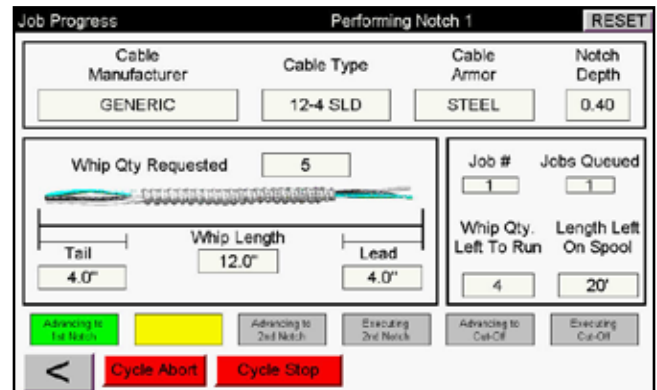 Job Progress Performing Notch 1 RESET
Cable Manufacturer
GENERIC
Cable Type
12-4 SLD
Cable Armor
STEEL
Notch Depth
0.40
Whip Qty Requested 5
Whip Length
12.0"
Tail
4.0"
Lead
4.0"
Job #
1
Jobs Queued
1
Whip Qty. Left To Run
4
Length Left On Spool
20'
Advancing to 1st Notch
Advancing to 2nd Notch
Executing 2nd Notch
Advancing to Cut-Off
Executing Cut-Off
< Cycle Abort Cycle Stop